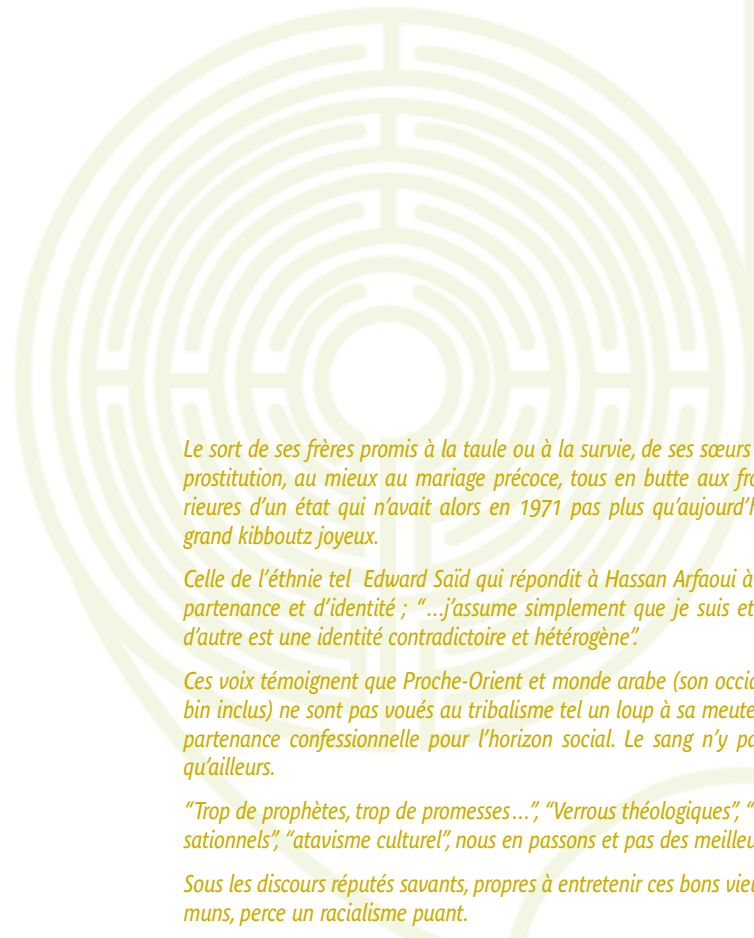 Le sort de ses frères promis à la taule ou à la survie, de ses sœurs
prostitution, au mieux au mariage précoce, tous en butte aux fro
rieures d’un état qui n’avait alors en 1971 pas plus qu’aujourd’h
grand kibboutz joyeux.
Celle de l’éthnie tel Edward Saïd qui répondit à Hassan Arfaoui à
partenance et d’identité ; “…j’assume simplement que je suis et
d’autre est une identité contradictoire et hétérogène”.
Ces voix témoignent que Proche-Orient et monde arabe (son occid
bin inclus) ne sont pas voués au tribalisme tel un loup à sa meute
partenance confessionnelle pour l’horizon social. Le sang n’y pa
qu’ailleurs.
“Trop de prophètes, trop de promesses…”, “Verrous théologiques”, “
sationnels”, “atavisme culturel”, nous en passons et pas des meilleu
Sous les discours réputés savants, propres à entretenir ces bons vieu
muns, perce un racialisme puant.